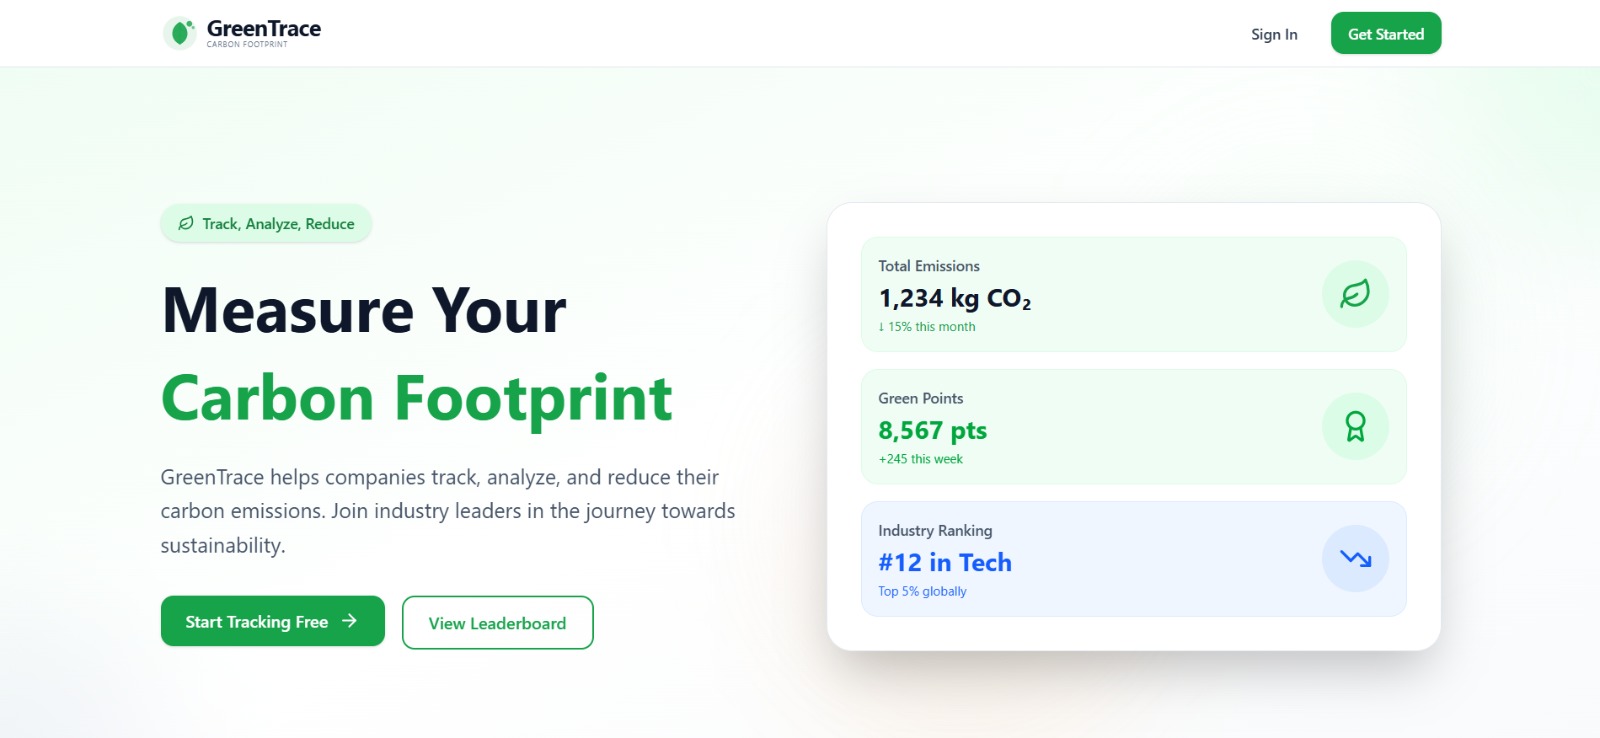 GreenTrace
CARBON FOOTPRINT
Sign In
Get Started
Track, Analyze, Reduce
Measure Your
Carbon Footprint
GreenTrace helps companies track, analyze, and reduce their
carbon emissions. Join industry leaders in the journey towards
sustainability.
Start Tracking Free →
View Leaderboard
Total Emissions
1,234 kg CO₂
↓ 15% this month
Green Points
8,567 pts
+245 this week
Industry Ranking
#12 in Tech
Top 5% globally